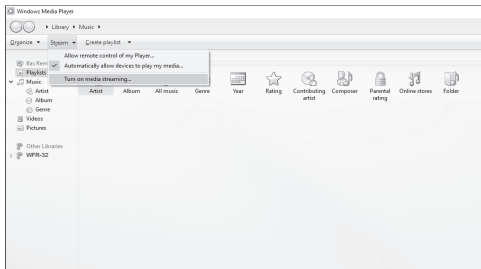 Windows Media Player
Library Music
Organize Stream Create playlist
Allow remote control of my Player...
Automatically allow devices to play my media...
Turn on media streaming...
Bas Rens
Playlists
Music
Artist
Album
Genre
Videos
Pictures
Other Libraries
WFR-32
Artist Album All music Genre Year Rating Contributing artist Composer Parental rating Online stores Folder